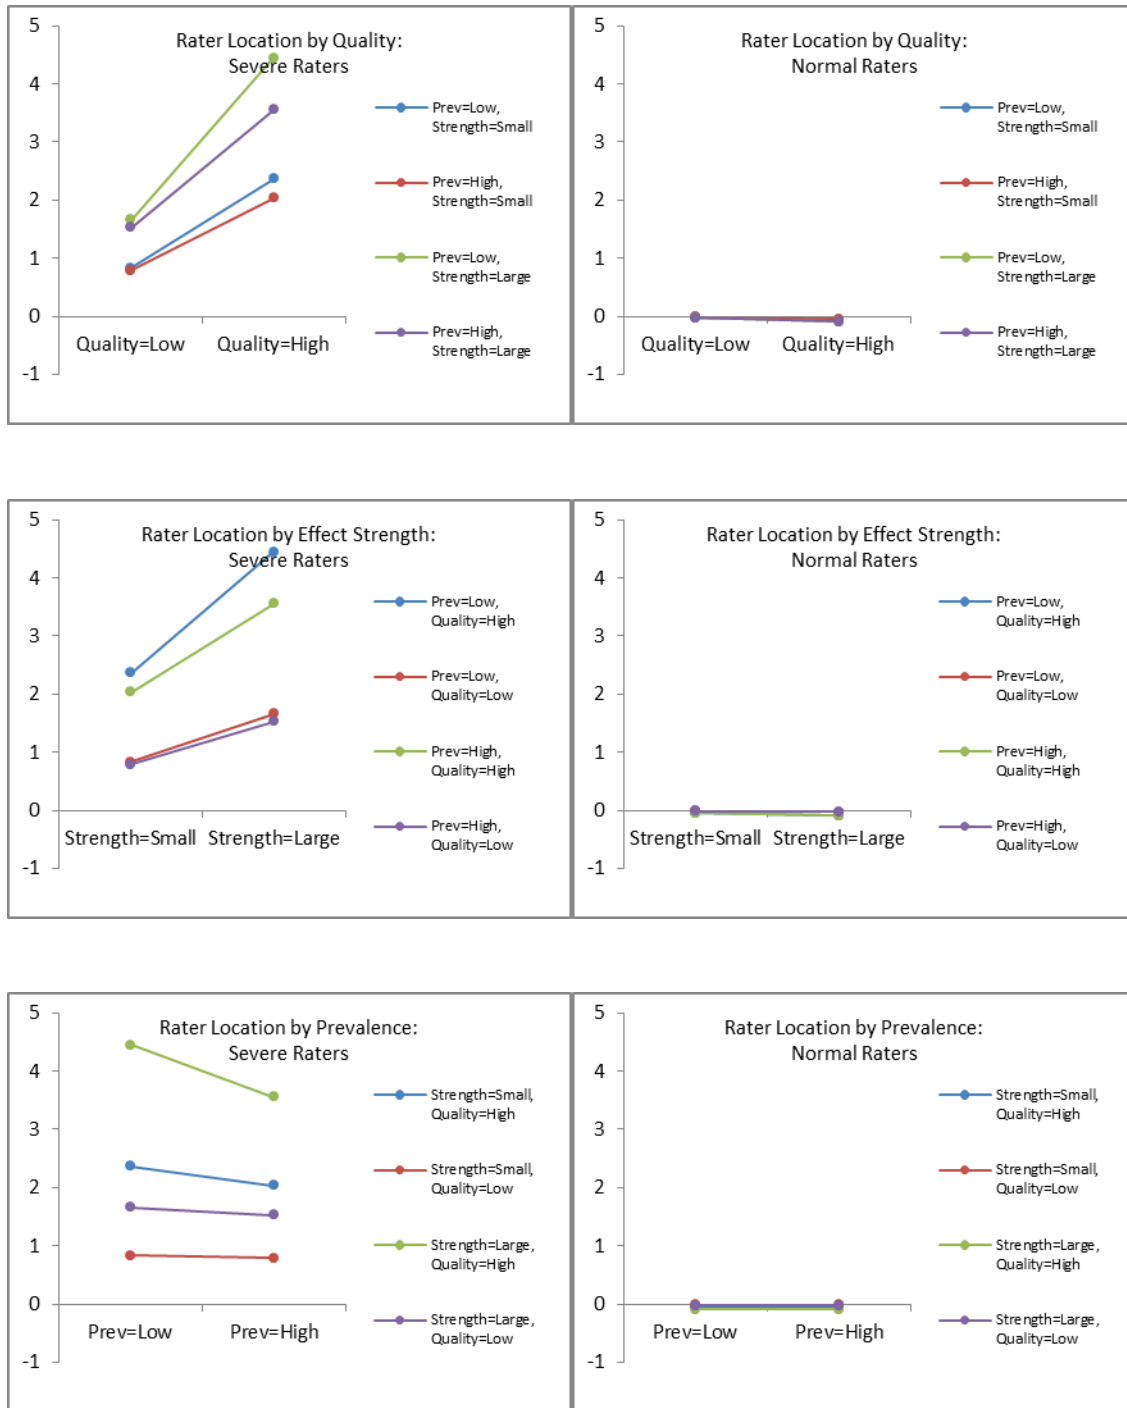 5
4
3
2
1
0
-1
Rater Location by Quality:
Severe Raters
Quality=Low
Quality=High
Prev=Low,
Strength=Small
Prev=High,
Strength=Small
Prev=Low,
Strength=Large
Prev=High,
Strength=Large
5
4
3
2
1
0
-1
Rater Location by Quality:
Normal Raters
Quality=Low
Quality=High
Prev=Low,
Strength=Small
Prev=High,
Strength=Small
Prev=Low,
Strength=Large
Prev=High,
Strength=Large
5
4
3
2
1
0
-1
Rater Location by Effect Strength:
Severe Raters
Strength=Small
Strength=Large
Prev=Low,
Quality=High
Prev=Low,
Quality=Low
Prev=High,
Quality=High
Prev=High,
Quality=Low
5
4
3
2
1
0
-1
Rater Location by Effect Strength:
Normal Raters
Strength=Small
Strength=Large
Prev=Low,
Quality=High
Prev=Low,
Quality=Low
Prev=High,
Quality=High
Prev=High,
Quality=Low
5
4
3
2
1
0
-1
Rater Location by Prevalence:
Severe Raters
Prev=Low
Prev=High
Strength=Small,
Quality=High
Strength=Small,
Quality=Low
Strength=Large,
Quality=High
Strength=Large,
Quality=Low
5
4
3
2
1
0
-1
Rater Location by Prevalence:
Normal Raters
Prev=Low
Prev=High
Strength=Small,
Quality=High
Strength=Small,
Quality=Low
Strength=Large,
Quality=High
Strength=Large,
Quality=Low